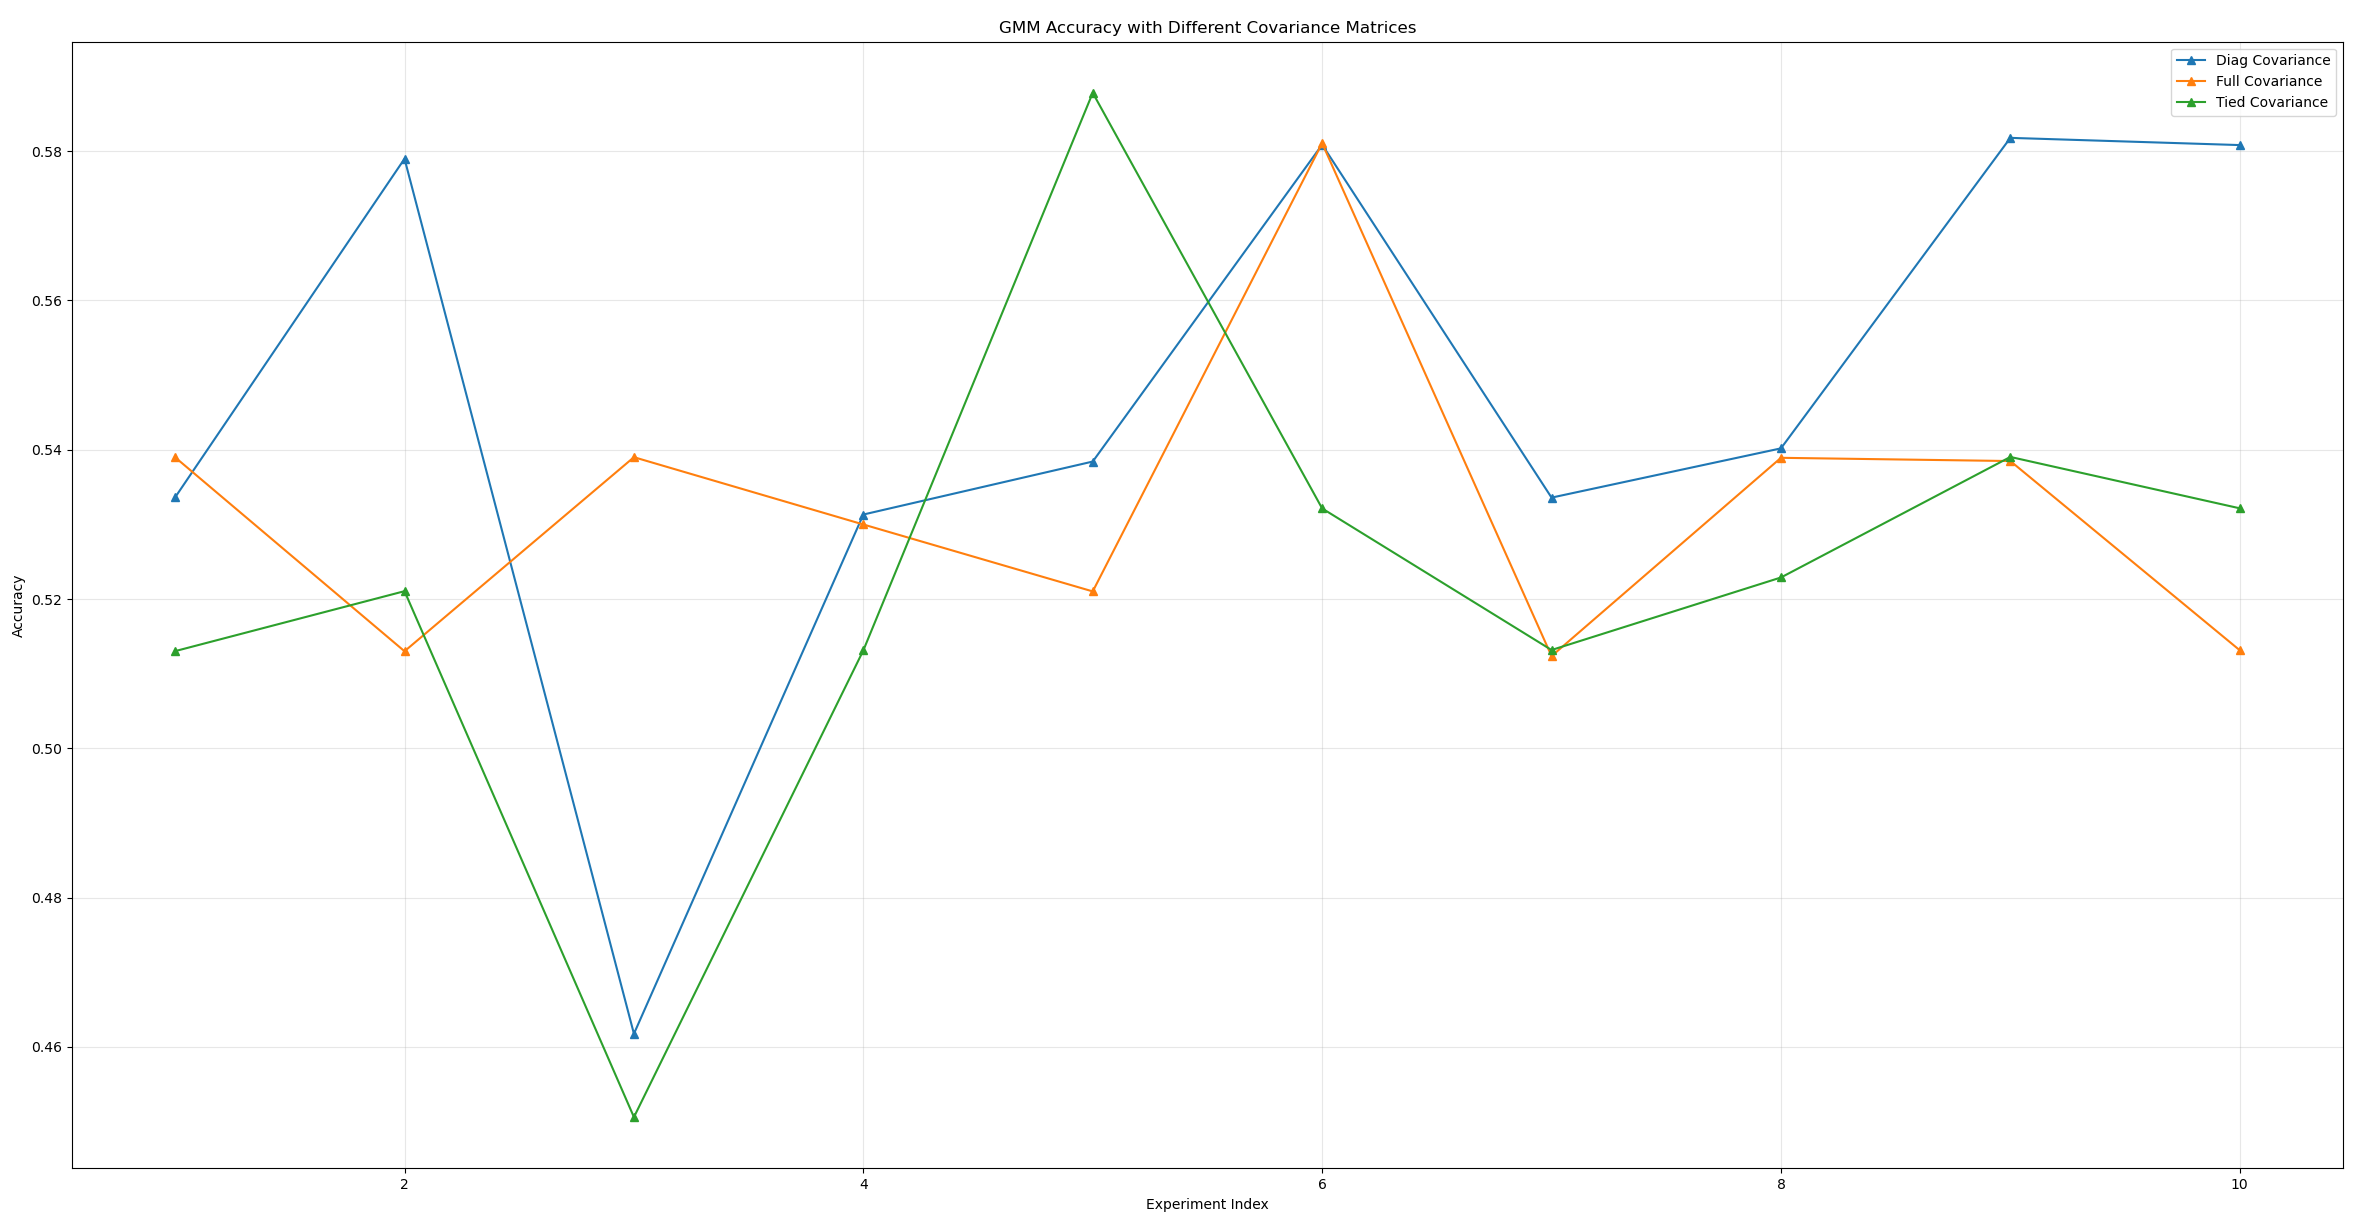 GMM Accuracy with Different Covariance Matrices
Diag Covariance
Full Covariance
Tied Covariance
Accuracy
0.58
0.56
0.54
0.52
0.50
0.48
0.46
2
4
6
8
10
Experiment Index